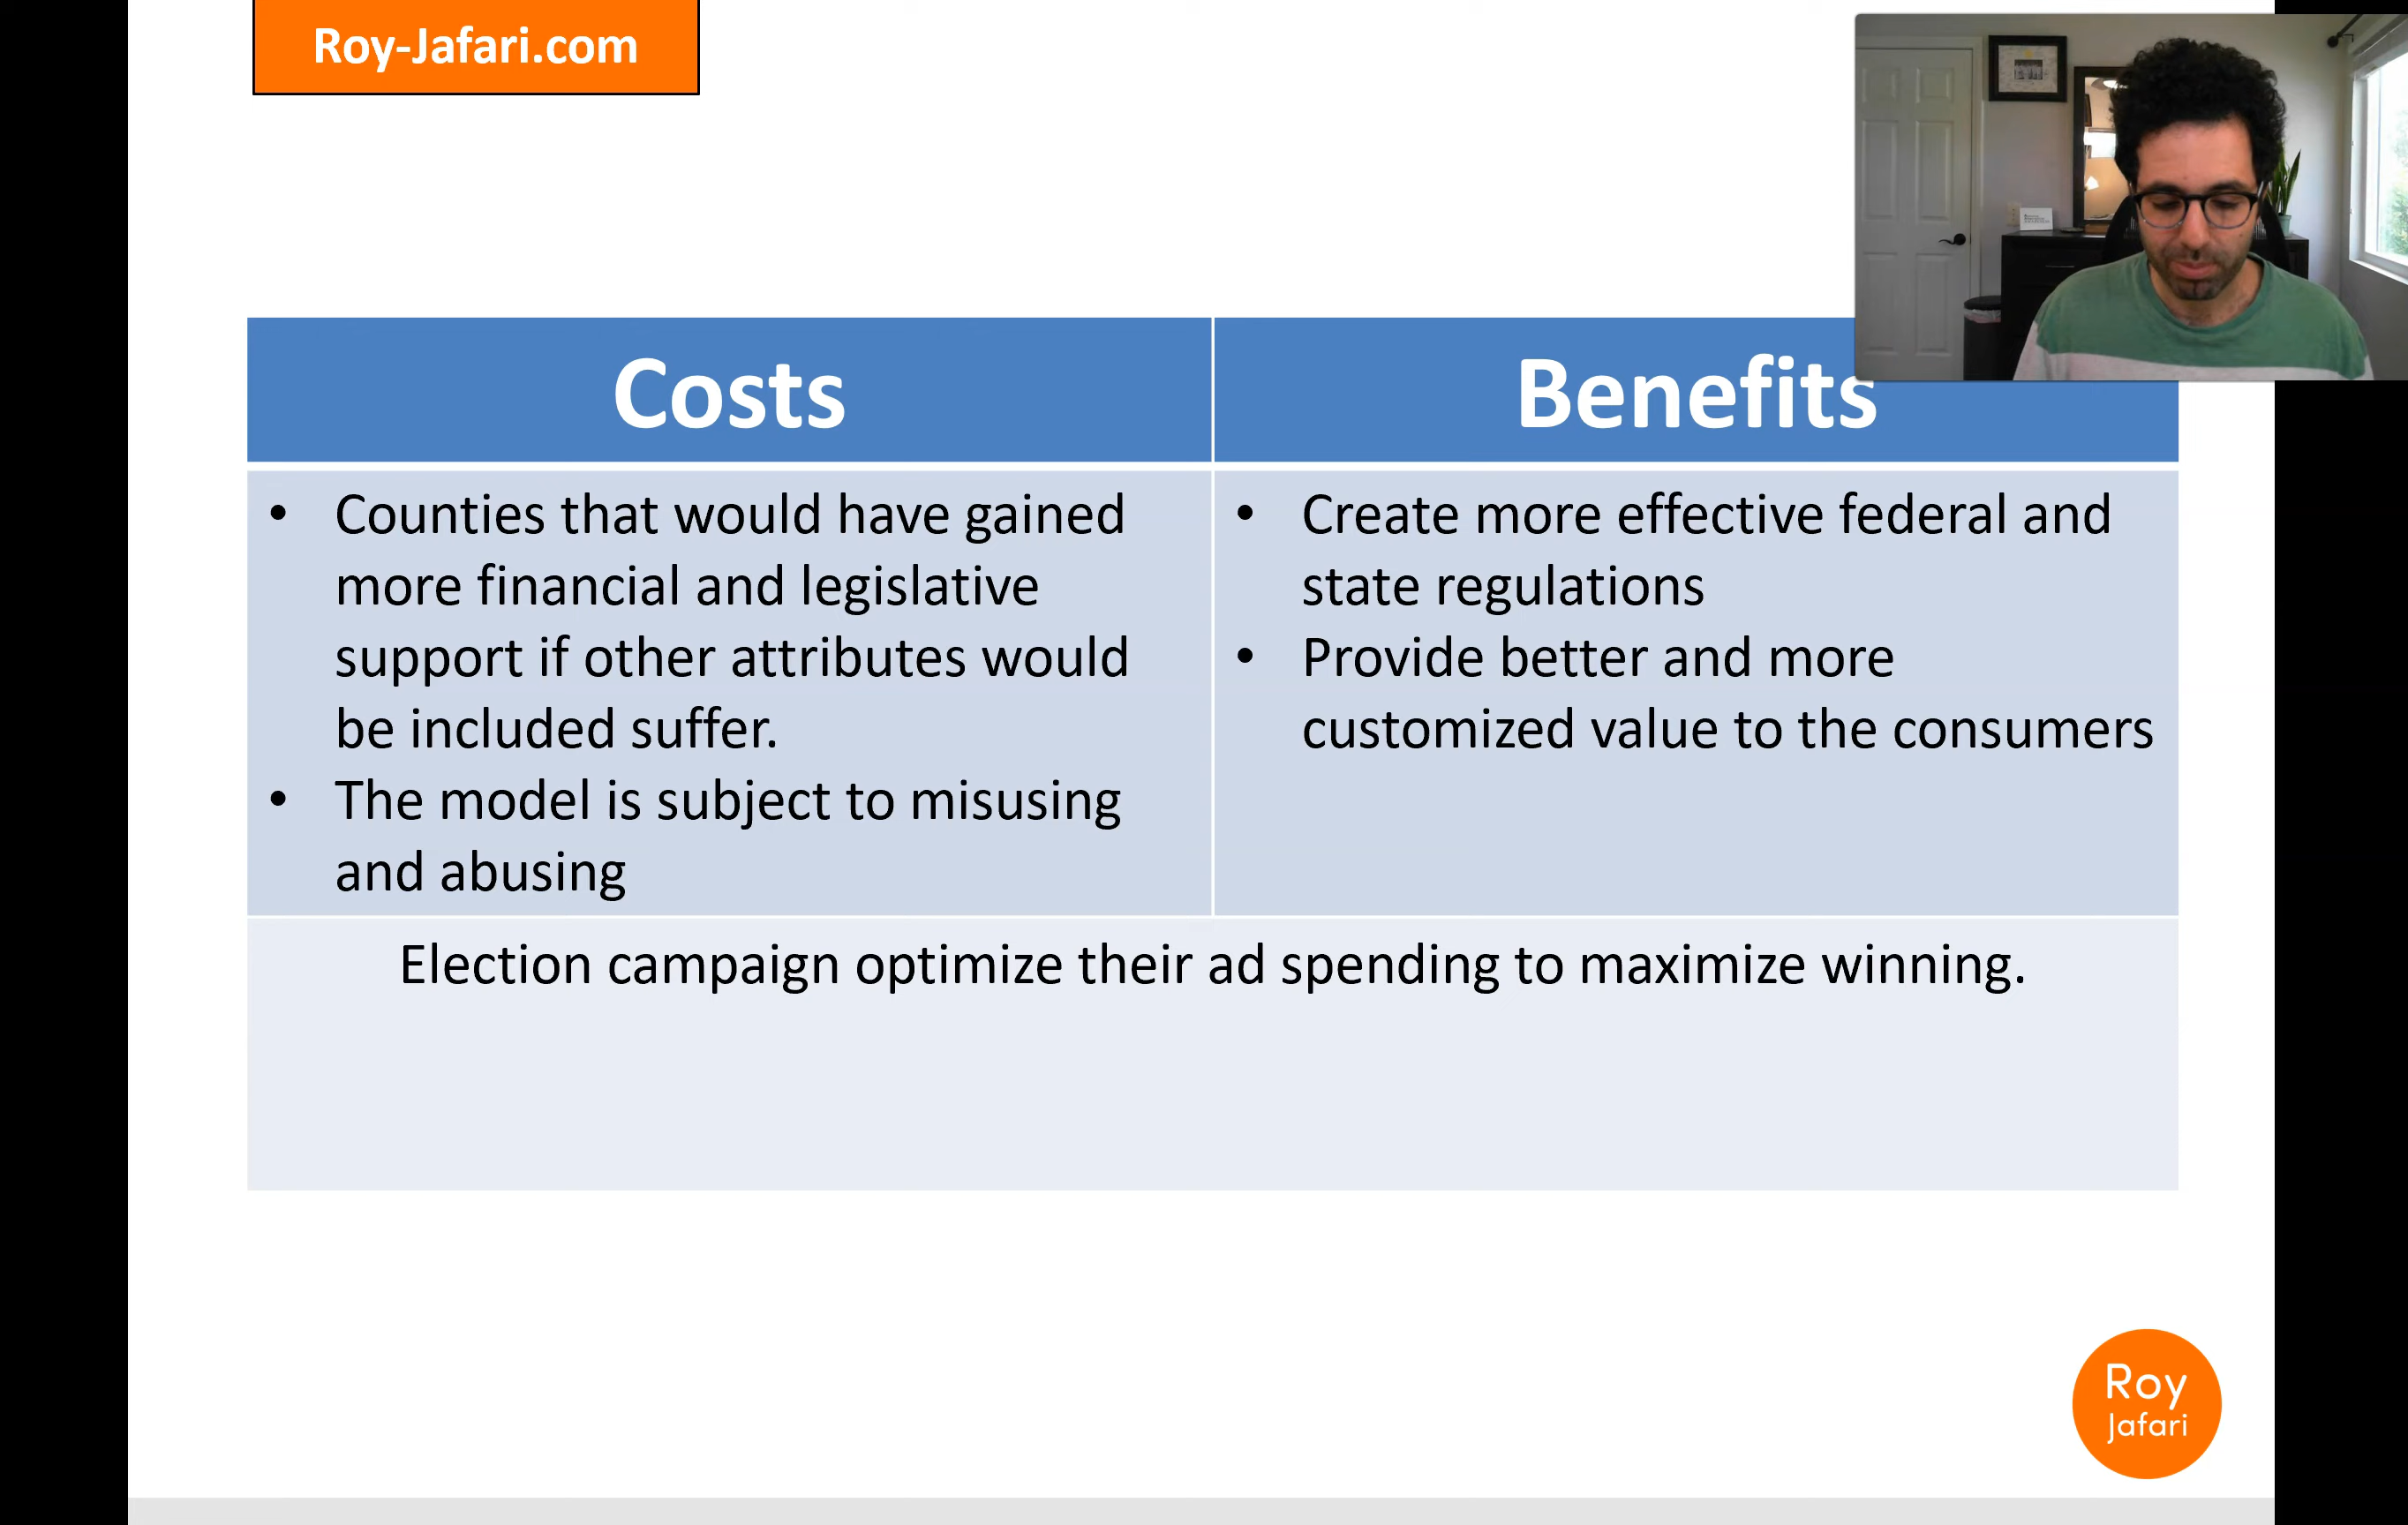 Roy-Jafari.com
Costs
Benefits
• Counties that would have gained
more financial and legislative
support if other attributes would
be included suffer.
• The model is subject to misusing
and abusing
• Create more effective federal and
state regulations
• Provide better and more
customized value to the consumers
Election campaign optimize their ad spending to maximize winning.
Roy
Jafari